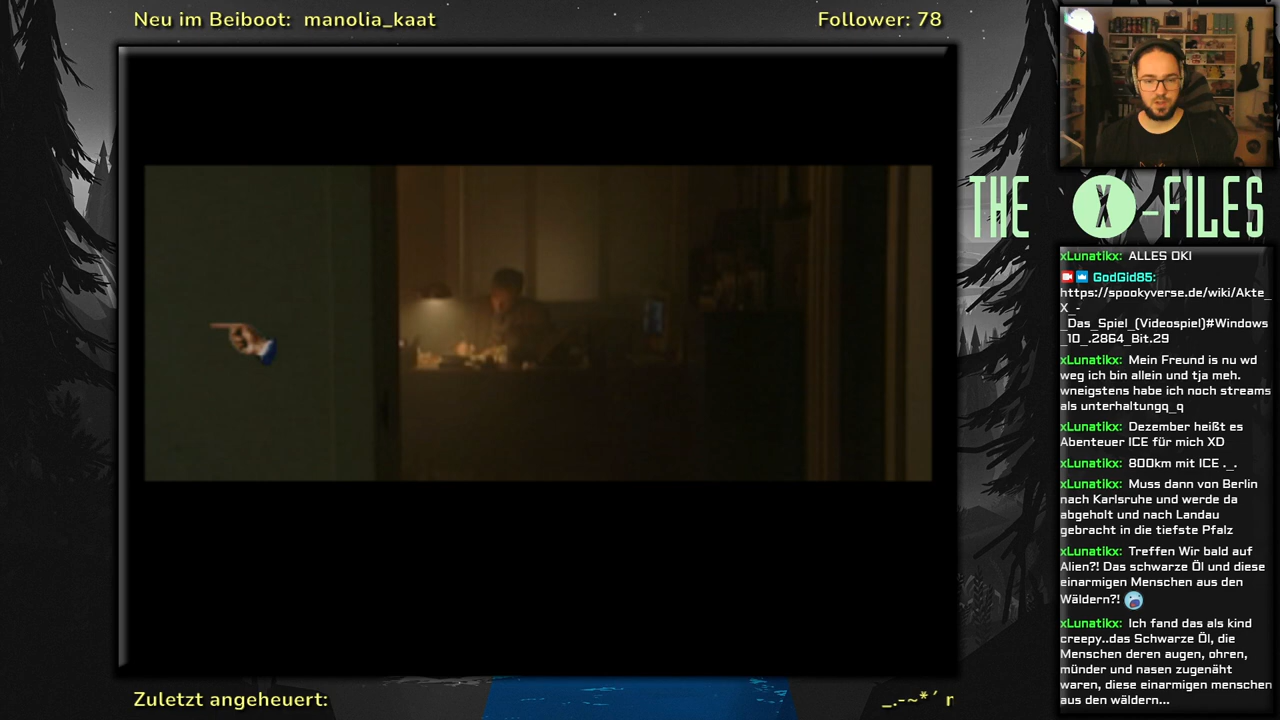 Neu im Beiboot: manolia_kaat
Follower: 78
THE X-FILES
xLunatikx: ALLES OKI
GodGid85:
https://spookyverse.de/wiki/Akte_
X_-
_Das_Spiel_(Videospiel)#Windows
_10_.2864_Bit.29
xLunatikx: Mein Freund is nu wd
weg ich bin allein und tja meh.
wneigstens habe ich noch streams
als unterhaltungq_q
xLunatikx: Dezember heißt es
Abenteuer ICE für mich XD
xLunatikx: 800km mit ICE ._.
xLunatikx: Muss dann von Berlin
nach Karlsruhe und werde da
abgeholt und nach Landau
gebracht in die tiefste Pfalz
xLunatikx: Treffen Wir bald auf
Alien?! Das schwarze Öl und diese
einarmigen Menschen aus den
Wäldern?!
xLunatikx: Ich fand das als kind
creepy..das Schwarze Öl, die
Menschen deren augen, ohren,
münder und nasen zugenäht
waren, diese einarmigen menschen
aus den wäldern...
Zuletzt angeheuert:
_.-~*´ r